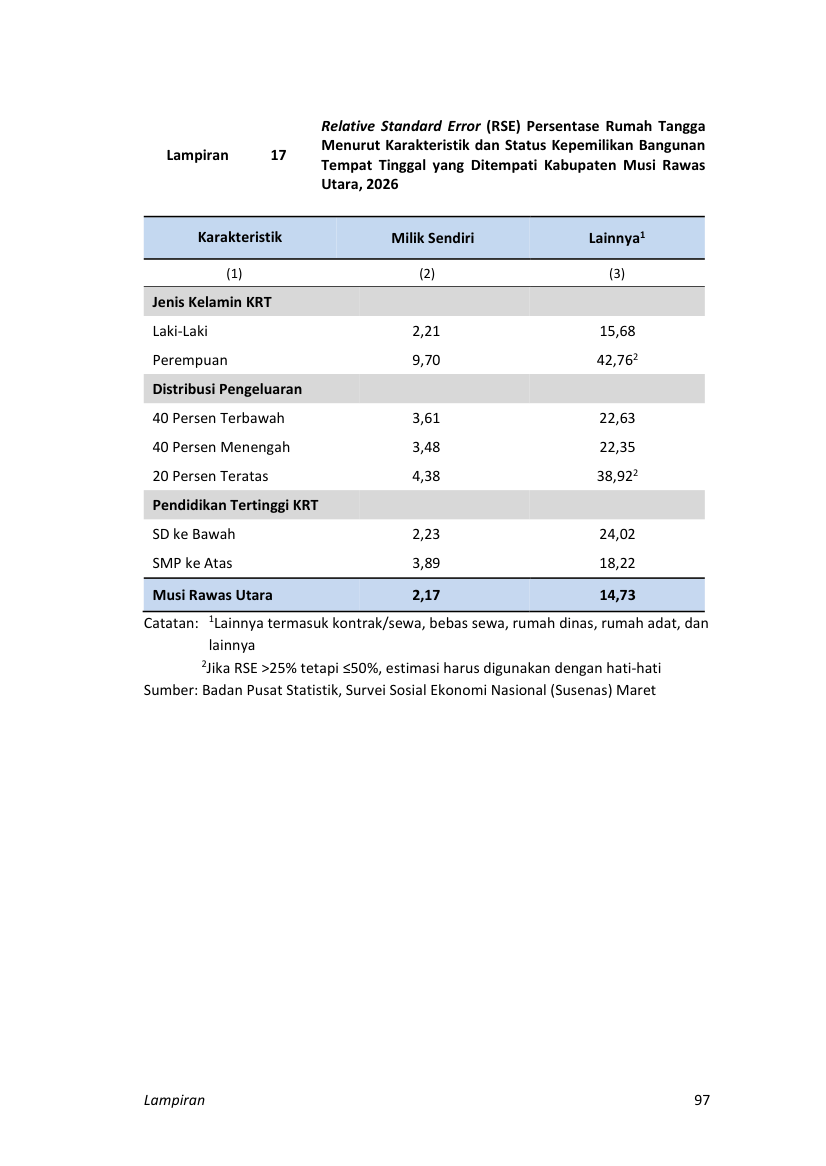 Lampiran 17
Relative Standard Error (RSE) Persentase Rumah Tangga
Menurut Karakteristik dan Status Kepemilikan Bangunan
Tempat Tinggal yang Ditempati Kabupaten Musi Rawas
Utara, 2026
Karakteristik Milik Sendiri Lainnya¹
(1) (2) (3)
Jenis Kelamin KRT
Laki-Laki 2,21 15,68
Perempuan 9,70 42,76²
Distribusi Pengeluaran
40 Persen Terbawah 3,61 22,63
40 Persen Menengah 3,48 22,35
20 Persen Teratas 4,38 38,92²
Pendidikan Tertinggi KRT
SD ke Bawah 2,23 24,02
SMP ke Atas 3,89 18,22
Musi Rawas Utara 2,17 14,73
Catatan: ¹Lainnya termasuk kontrak/sewa, bebas sewa, rumah dinas, rumah adat, dan
lainnya
²Jika RSE >25% tetapi ≤50%, estimasi harus digunakan dengan hati-hati
Sumber: Badan Pusat Statistik, Survei Sosial Ekonomi Nasional (Susenas) Maret
Lampiran 97